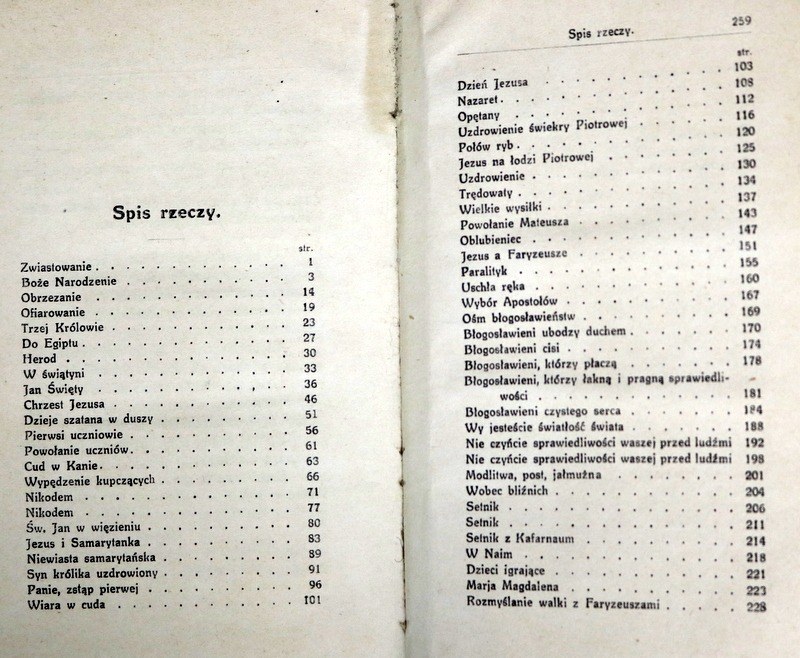 Spis rzeczy.
str.
Zwiastowanie . . . . . . . . . . . . . 1
Boże Narodzenie . . . . . . . . . . . . 3
Obrzezanie . . . . . . . . . . . . . 14
Ofiarowanie . . . . . . . . . . . . . 19
Trzej Królowie . . . . . . . . . . . . 23
Do Egiptu . . . . . . . . . . . . . . 27
Herod . . . . . . . . . . . . . . . 30
W świątyni . . . . . . . . . . . . . 33
Jan Święty . . . . . . . . . . . . . 36
Chrzest Jezusa . . . . . . . . . . . . 46
Dzieje szatana w duszy . . . . . . . . . 51
Pierwsi uczniowie . . . . . . . . . . . 56
Powołanie uczniów . . . . . . . . . . . 61
Cud w Kanie . . . . . . . . . . . . . 63
Wypędzenie kupczących . . . . . . . . . 66
Nikodem . . . . . . . . . . . . . . 71
Nikodem . . . . . . . . . . . . . . 77
Św. Jan w więzieniu . . . . . . . . . . 80
Jezus i Samarytanka . . . . . . . . . . 83
Niewiasta samarytańska . . . . . . . . . 89
Syn królika uzdrowiony . . . . . . . . . 91
Panie, zstąp pierwej . . . . . . . . . . 96
Wiara w cuda . . . . . . . . . . . . 101
Spis rzeczy. 259
str.
Dzień Jezusa . . . . . . . . . . . . 103
Nazaret . . . . . . . . . . . . . . 108
Opętany . . . . . . . . . . . . . . 112
Uzdrowienie świekry Piotrowej . . . . . . 116
Połów ryb . . . . . . . . . . . . . 120
Jezus na łodzi Piotrowej . . . . . . . . 125
Uzdrowienie . . . . . . . . . . . . 130
Trędowaty . . . . . . . . . . . . . 134
Wielkie wysiłki . . . . . . . . . . . 137
Powołanie Mateusza . . . . . . . . . . 143
Oblubieniec . . . . . . . . . . . . 147
Jezus a Faryzeusze . . . . . . . . . . 151
Paralityk . . . . . . . . . . . . . 155
Uschła ręka . . . . . . . . . . . . 160
Wybór Apostołów . . . . . . . . . . . 167
Ośm błogosławieństw . . . . . . . . . . 169
Błogosławieni ubodzy duchem . . . . . . . 170
Błogosławieni cisi . . . . . . . . . . 174
Błogosławieni, którzy płaczą . . . . . . . 178
Błogosławieni, którzy łakną i pragną sprawiedli-
wości . . . . . . . . . . . . 181
Błogosławieni czystego serca . . . . . . . 184
Wy jesteście światłość świata . . . . . . . 188
Nie czyńcie sprawiedliwości waszej przed ludźmi 192
Nie czyńcie sprawiedliwości waszej przed ludźmi 198
Modlitwa, post, jałmużna . . . . . . . . 201
Wobec bliźnich . . . . . . . . . . . 204
Setnik . . . . . . . . . . . . . . 206
Setnik . . . . . . . . . . . . . . 211
Setnik z Kafarnaum . . . . . . . . . . 214
W Naim . . . . . . . . . . . . . . 218
Dzieci igrające . . . . . . . . . . . 221
Marja Magdalena . . . . . . . . . . . 223
Rozmyślanie walki z Faryzeuszami . . . . . 228